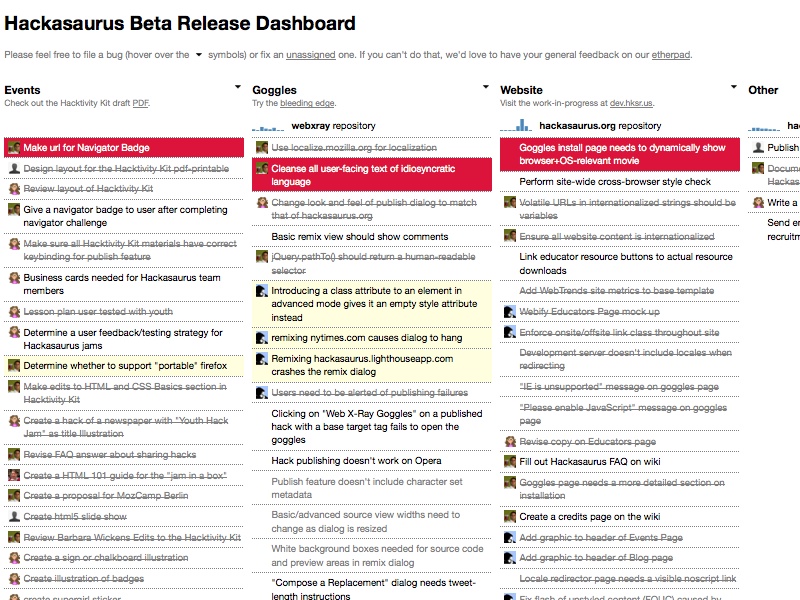 Hackasaurus Beta Release Dashboard
Please feel free to file a bug (hover over the ▾ symbols) or fix an unassigned one. If you can't do that, we'd love to have your general feedback on our etherpad.
Events
Check out the Hacktivity Kit draft PDF.
Make url for Navigator Badge
Design layout for the Hacktivity Kit pdf-printable
Review layout of Hacktivity Kit
Give a navigator badge to user after completing
navigator challenge
Make sure all Hacktivity Kit materials have correct
keybinding for publish feature
Business cards needed for Hackasaurus team
members
Lesson plan user tested with youth
Determine a user feedback/testing strategy for
Hackasaurus jams
Determine whether to support "portable" firefox
Make edits to HTML and CSS Basics section in
Hacktivity Kit
Create a hack of a newspaper with "Youth Hack
Jam" as title Illustration
Revise FAQ answer about sharing hacks
Create a HTML 101 guide for the "jam in a box"
Create a proposal for MozCamp Berlin
Create html5 slide show
Review Barbara Wickens Edits to the Hacktivity Kit
Create a sign or chalkboard illustration
Create illustration of badges
create supergirl sticker
Goggles
Try the bleeding edge.
webxray repository
Use localize.mozilla.org for localization
Cleanse all user-facing text of idiosyncratic
language
Change look and feel of publish dialog to match
that of hackasaurus.org
Basic remix view should show comments
jQuery.pathTo() should return a human-readable
selector
Introducing a class attribute to an element in
advanced mode gives it an empty style attribute
instead
remixing nytimes.com causes dialog to hang
Remixing hackasaurus.lighthouseapp.com
crashes the remix dialog
Users need to be alerted of publishing failures
Clicking on "Web X-Ray Goggles" on a published
hack with a base target tag fails to open the
goggles
Hack publishing doesn't work on Opera
Publish feature doesn't include character set
metadata
Basic/advanced source view widths need to
change as dialog is resized
White background boxes needed for source code
and preview areas in remix dialog
"Compose a Replacement" dialog needs tweet-
length instructions
Website
Visit the work-in-progress at dev.hksr.us.
hackasaurus.org repository
Goggles install page needs to dynamically show
browser+OS-relevant movie
Perform site-wide cross-browser style check
Volatile URLs in internationalized strings should be
variables
Ensure all website content is internationalized
Link educator resource buttons to actual resource
downloads
Add WebTrends site metrics to base template
Webify Educators Page mock up
Enforce onsite/offsite link class throughout site
Development server doesn't include locales when
redirecting
"IE is unsupported" message on goggles page
"Please enable JavaScript" message on goggles
page
Revise copy on Educators page
Fill out Hackasaurus FAQ on wiki
Goggles page needs a more detailed section on
installation
Create a credits page on the wiki
Add graphic to header of Events Page
Add graphic to header of Blog page
Locale redirector page needs a visible noscript link
Fix flash of unstyled content (FOUC) caused by
Other
Publish
Hackas
Write a
Send e
recruitm